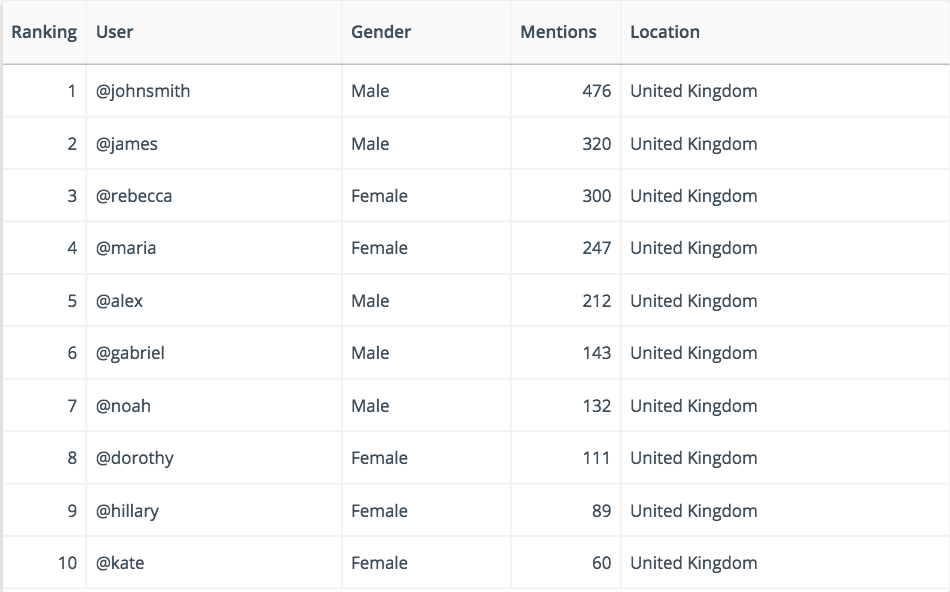 Ranking User Gender Mentions Location
1 @johnsmith Male 476 United Kingdom
2 @james Male 320 United Kingdom
3 @rebecca Female 300 United Kingdom
4 @maria Female 247 United Kingdom
5 @alex Male 212 United Kingdom
6 @gabriel Male 143 United Kingdom
7 @noah Male 132 United Kingdom
8 @dorothy Female 111 United Kingdom
9 @hillary Female 89 United Kingdom
10 @kate Female 60 United Kingdom